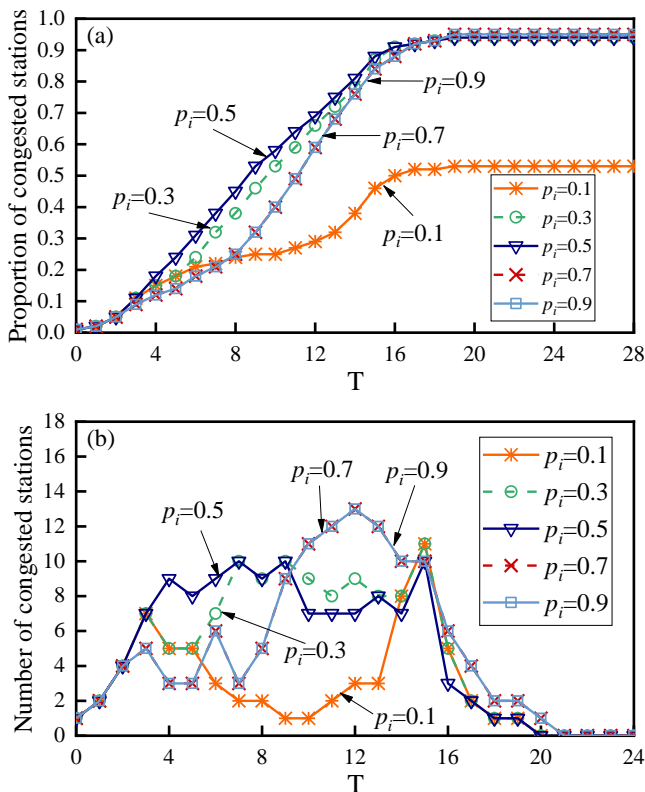 (a)
Proportion of congested stations
1.0
0.9
0.8
0.7
0.6
0.5
0.4
0.3
0.2
0.1
0.0
p_i=0.9
p_i=0.5
p_i=0.7
p_i=0.3
p_i=0.1
p_i=0.1
p_i=0.3
p_i=0.5
p_i=0.7
p_i=0.9
0 4 8 12 16 20 24 28
T
(b)
Number of congested stations
18
16
14
12
10
8
6
4
2
0
p_i=0.7
p_i=0.9
p_i=0.5
p_i=0.3
p_i=0.1
p_i=0.1
p_i=0.3
p_i=0.5
p_i=0.7
p_i=0.9
0 4 8 12 16 20 24
T